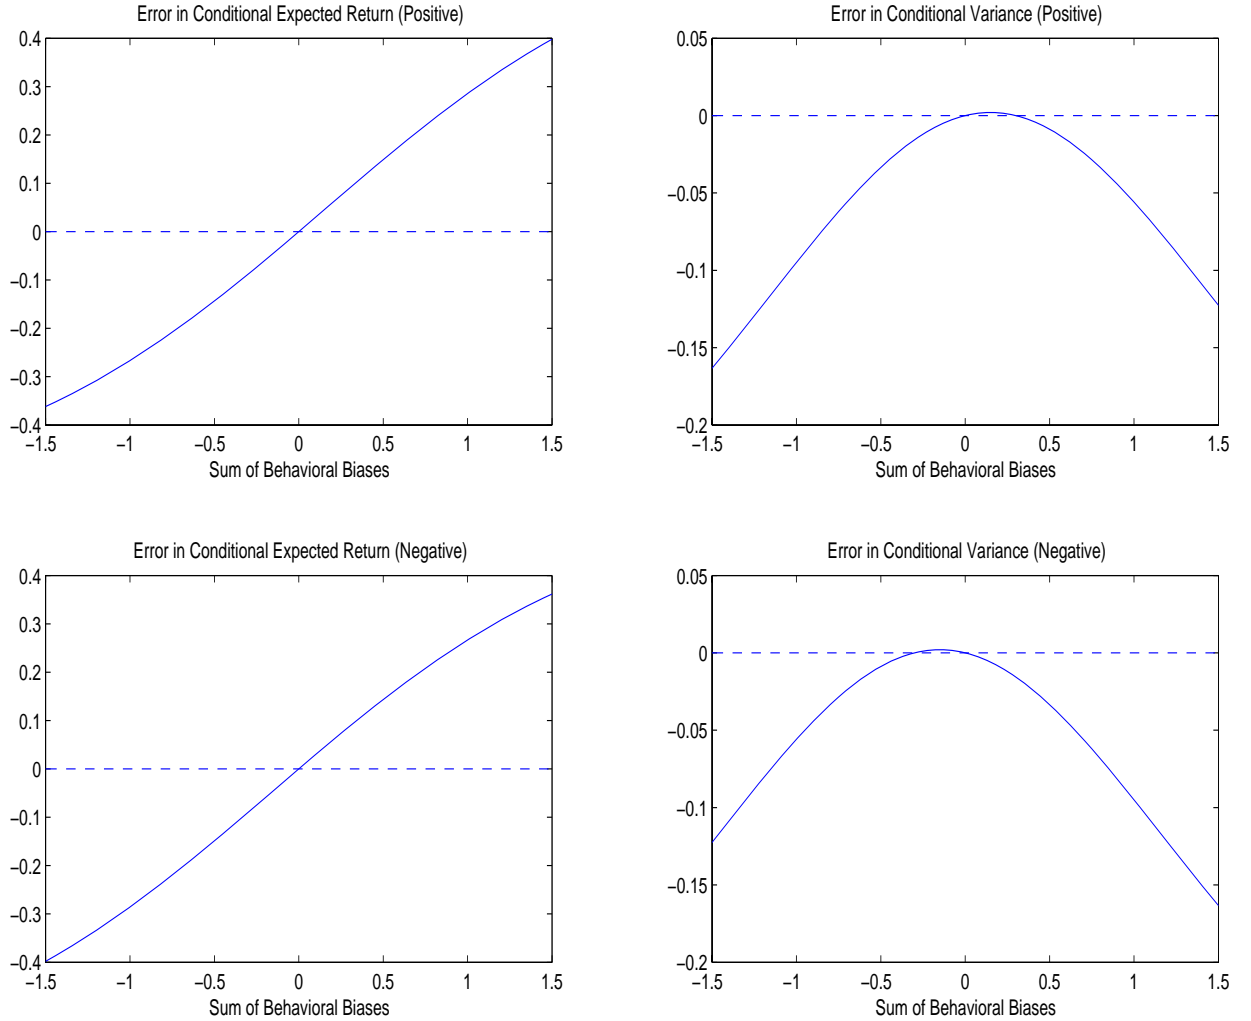 Error in Conditional Expected Return (Positive)
0.4
0.3
0.2
0.1
0
−0.1
−0.2
−0.3
−0.4
−1.5 −1 −0.5 0 0.5 1 1.5
Sum of Behavioral Biases
Error in Conditional Variance (Positive)
0.05
0
−0.05
−0.1
−0.15
−0.2
−1.5 −1 −0.5 0 0.5 1 1.5
Sum of Behavioral Biases
Error in Conditional Expected Return (Negative)
0.4
0.3
0.2
0.1
0
−0.1
−0.2
−0.3
−0.4
−1.5 −1 −0.5 0 0.5 1 1.5
Sum of Behavioral Biases
Error in Conditional Variance (Negative)
0.05
0
−0.05
−0.1
−0.15
−0.2
−1.5 −1 −0.5 0 0.5 1 1.5
Sum of Behavioral Biases